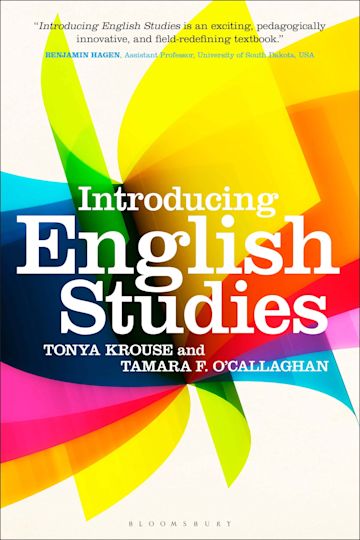 “Introducing English Studies is an exciting, pedagogically
innovative, and field-redefining textbook.”
BENJAMIN HAGEN, Assistant Professor, University of South Dakota, USA
Introducing
English
Studies
TONYA KROUSE and
TAMARA F. O’CALLAGHAN
BLOOMSBURY